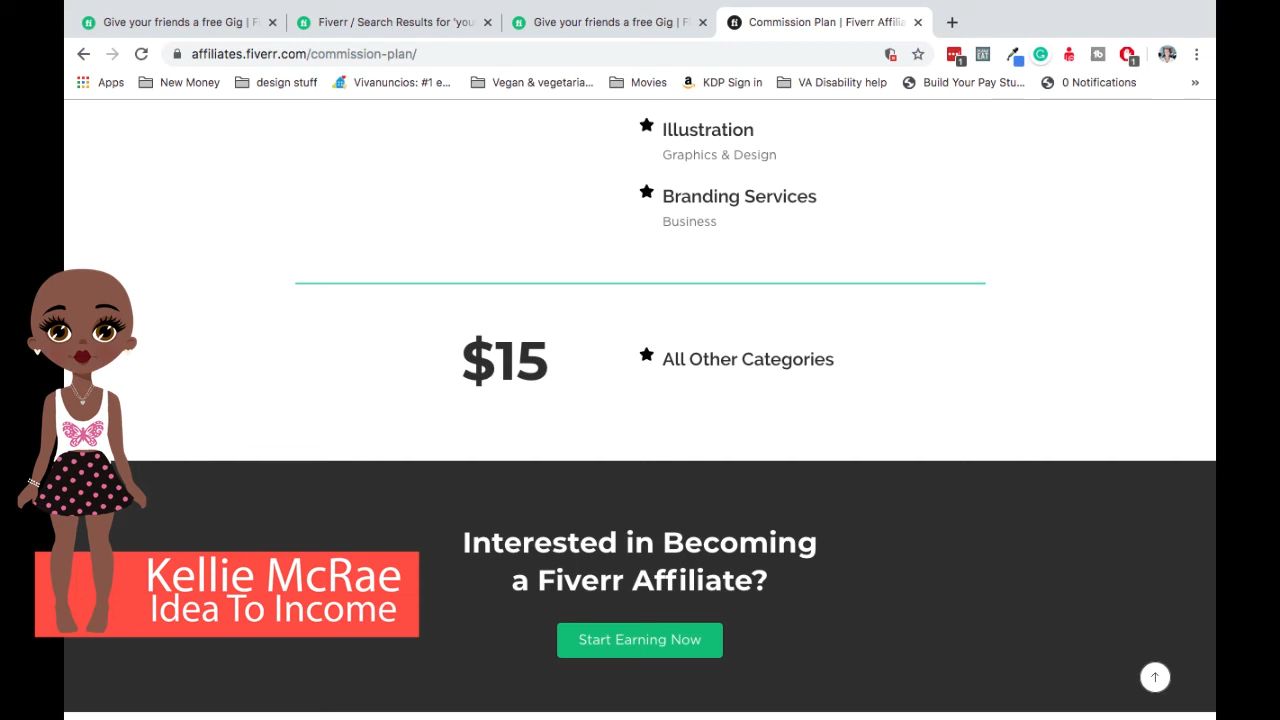 Give your friends a free Gig | F
Fiverr / Search Results for 'you
Give your friends a free Gig | F
Commission Plan | Fiverr Affilia
affiliates.fiverr.com/commission-plan/
Apps
New Money
design stuff
Vivanuncios: #1 e...
Vegan & vegetaria...
Movies
KDP Sign in
VA Disability help
Build Your Pay Stu...
0 Notifications
Illustration
Graphics & Design
Branding Services
Business
$15
All Other Categories
Interested in Becoming
a Fiverr Affiliate?
Start Earning Now
Kellie McRae
Idea To Income